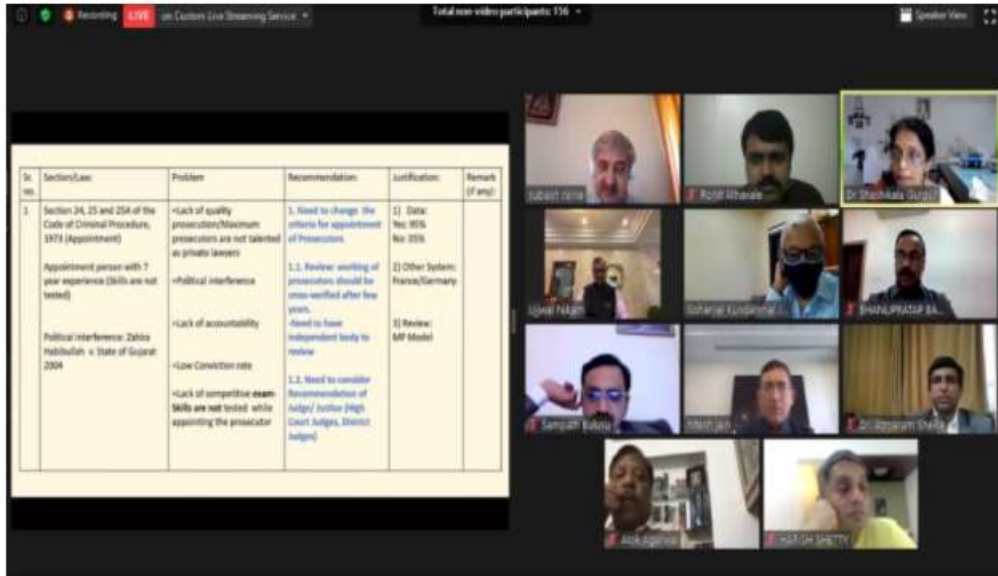 Recording LIVE on Custom Live Streaming Service
Total non-video participants: 156
Speaker View
Sr. no. Section/Law: Problem Recommendation: Justification: Remark (if any):
1
Section 24, 25 and 25A of the
Code of Criminal Procedure,
1973 (Appointment)
Appointment person with 7
year experience (Skills are not
tested)
Political interference: Zahira
Habibullah v. State of Gujarat
2004
•Lack of quality
prosecution/Maximum
prosecutors are not talented
as private lawyers
•Political interference
•Lack of accountability
•Low Conviction rate
•Lack of competitive exam-
Skills are not tested while
appointing the prosecutor
1. Need to change the
criteria for appointment
of Prosecutors
1.1. Review: working of
prosecutors should be
cross-verified after few
years.
-Need to have
independent body to
review
1.2. Need to consider
Recommendation of
Judge/ Justice (High
Court Judges, District
Judges)
1) Data:
Yes: 95%
No: 05%
2) Other System:
France/Germany
3) Review:
MP Model
Rohit Athavale
Dr Shashikala Gurpur
BHANUPRATAP BA...
Nitesh Jain
Alok Agarwal
HARISH SHETTY